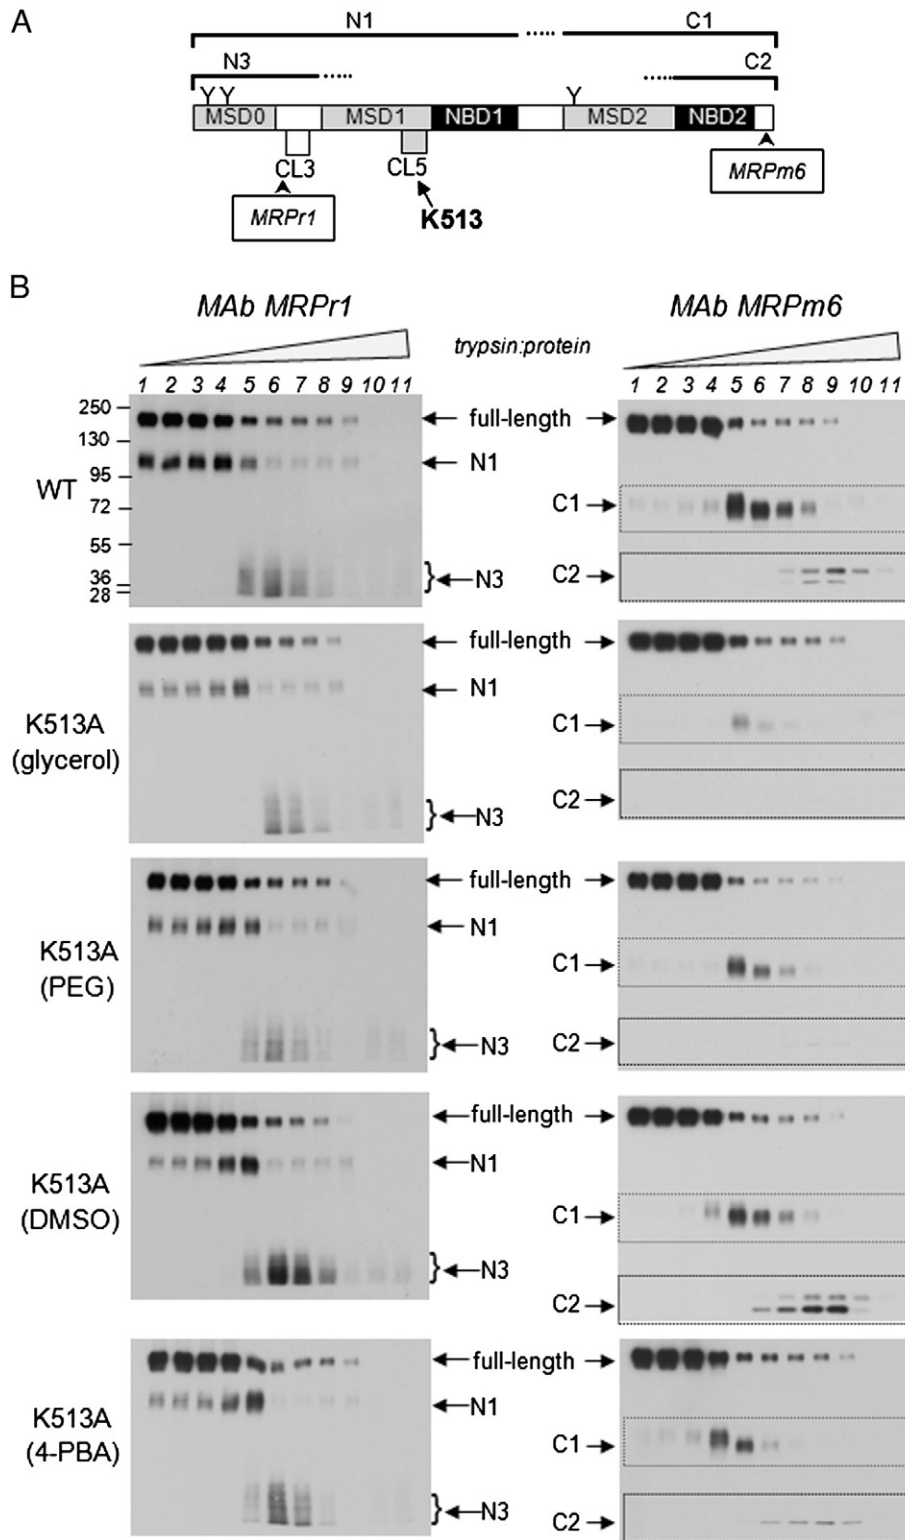 A
N1 C1
N3 C2
Y Y Y
MSD0 MSD1 NBD1 MSD2 NBD2
CL3 CL5
MRPr1 K513 MRPm6
B
MAb MRPr1 MAb MRPm6
trypsin:protein
1 2 3 4 5 6 7 8 9 10 11 1 2 3 4 5 6 7 8 9 10 11
250
130
95
72
55
36
28
WT
full-length
N1
C1
C2
N3
K513A
(glycerol)
full-length
N1
C1
C2
N3
K513A
(PEG)
full-length
N1
C1
C2
N3
K513A
(DMSO)
full-length
N1
C1
N3
C2
K513A
(4-PBA)
full-length
N1
C1
N3
C2